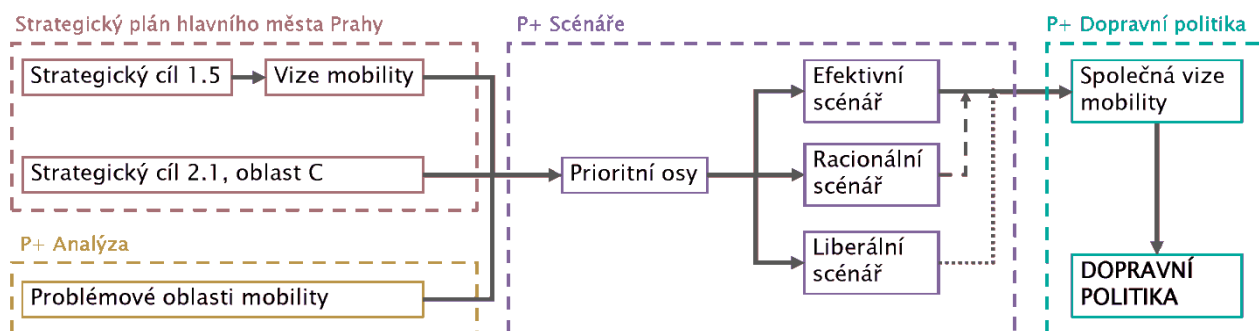 Strategický plán hlavního města Prahy
Strategický cíl 1.5
Vize mobility
Strategický cíl 2.1, oblast C
P+ Analýza
Problémové oblasti mobility
P+ Scénáře
Prioritní osy
Efektivní
scénář
Racionální
scénář
Liberální
scénář
P+ Dopravní politika
Společná vize
mobility
DOPRAVNÍ
POLITIKA